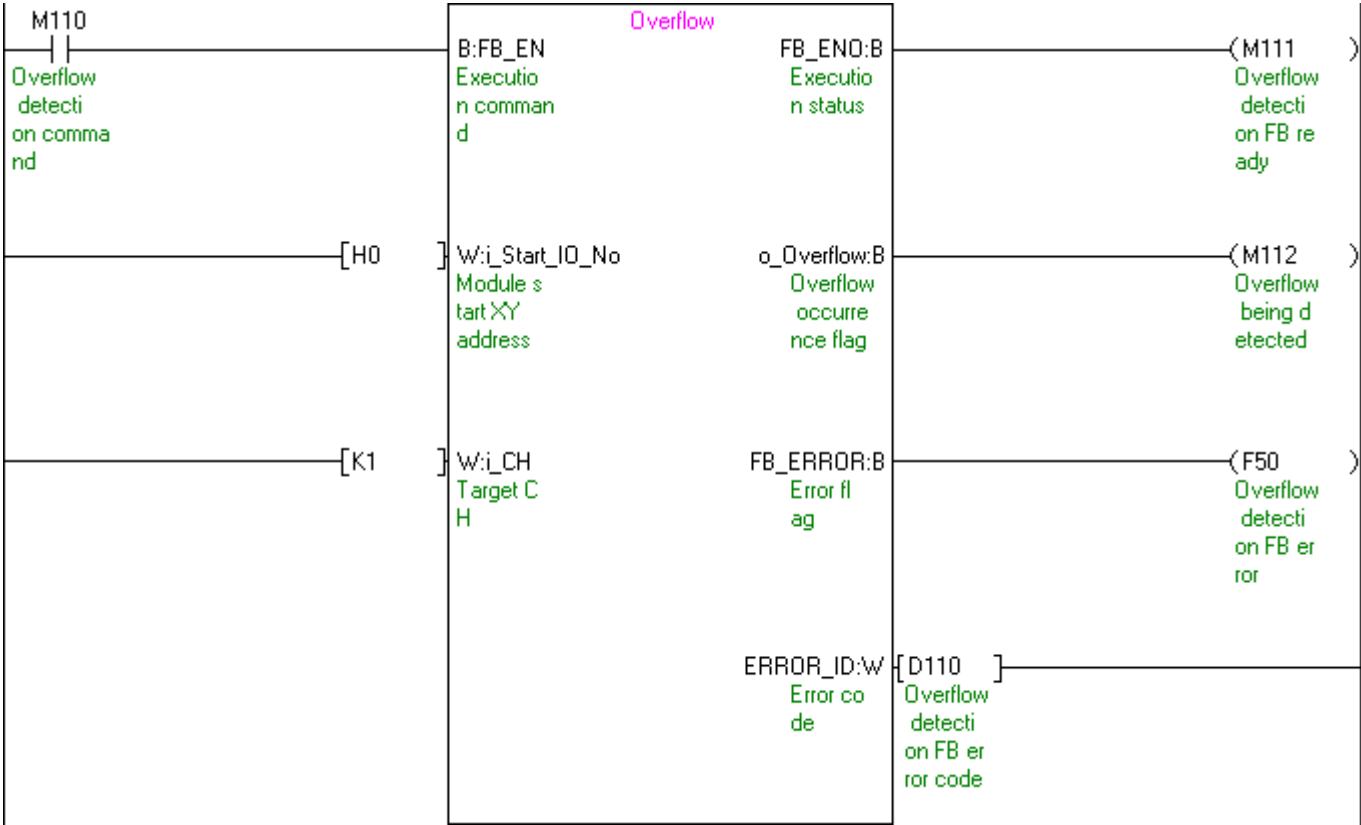 M110
Overflow
detecti
on comma
nd
Overflow
B:FB_EN
Executio
n comman
d
FB_ENO:B
Executio
n status
(M111 )
Overflow
detecti
on FB re
ady
[H0 ]
W:i_Start_IO_No
Module s
tart XY
address
o_Overflow:B
Overflow
occurre
nce flag
(M112 )
Overflow
being d
etected
[K1 ]
W:i_CH
Target C
H
FB_ERROR:B
Error fl
ag
(F50 )
Overflow
detecti
on FB er
ror
ERROR_ID:W
Error co
de
[D110 ]
Overflow
detecti
on FB er
ror code